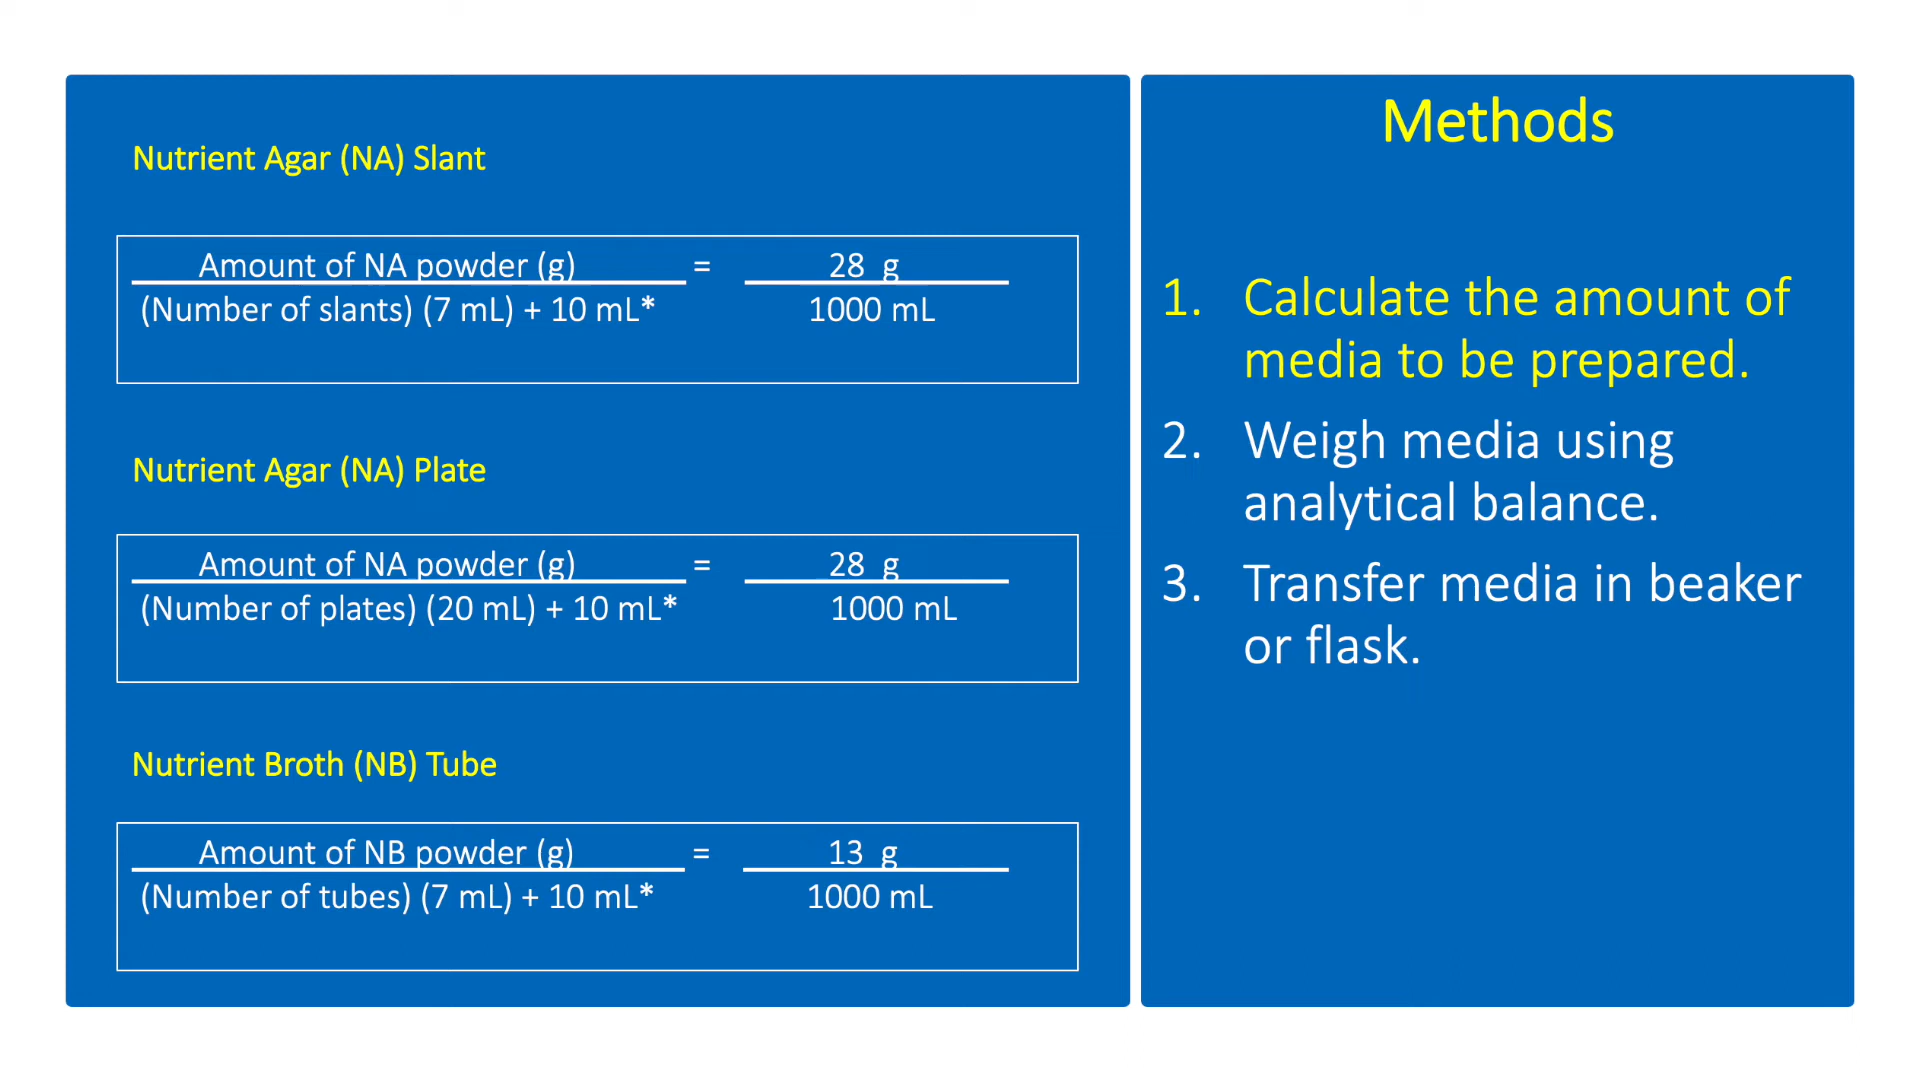 Nutrient Agar (NA) Slant
Amount of NA powder (g) = 28 g
(Number of slants) (7 mL) + 10 mL* 1000 mL
Nutrient Agar (NA) Plate
Amount of NA powder (g) = 28 g
(Number of plates) (20 mL) + 10 mL* 1000 mL
Nutrient Broth (NB) Tube
Amount of NB powder (g) = 13 g
(Number of tubes) (7 mL) + 10 mL* 1000 mL
Methods
1. Calculate the amount of
media to be prepared.
2. Weigh media using
analytical balance.
3. Transfer media in beaker
or flask.